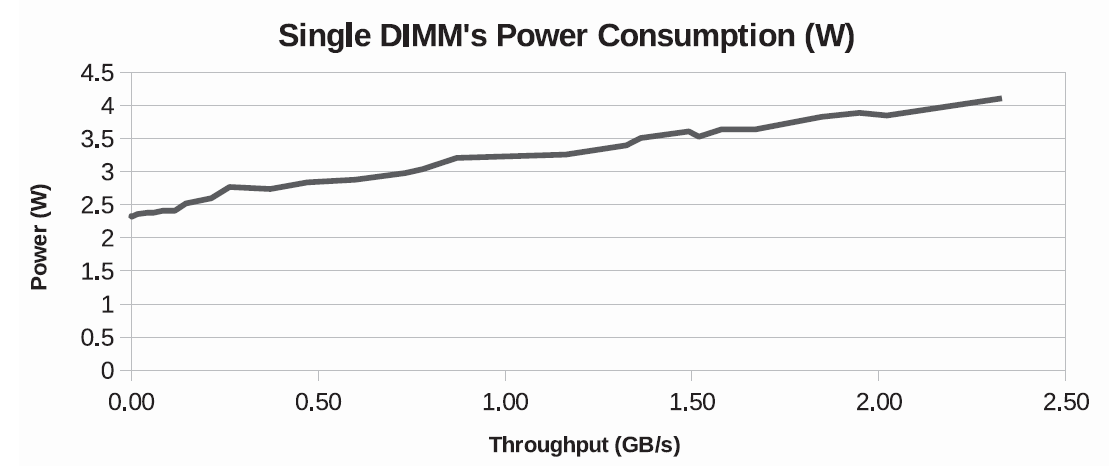 Single DIMM's Power Consumption (W)
4.5
4
3.5
3
2.5
2
1.5
1
0.5
0
Power (W)
0.00 0.50 1.00 1.50 2.00 2.50
Throughput (GB/s)